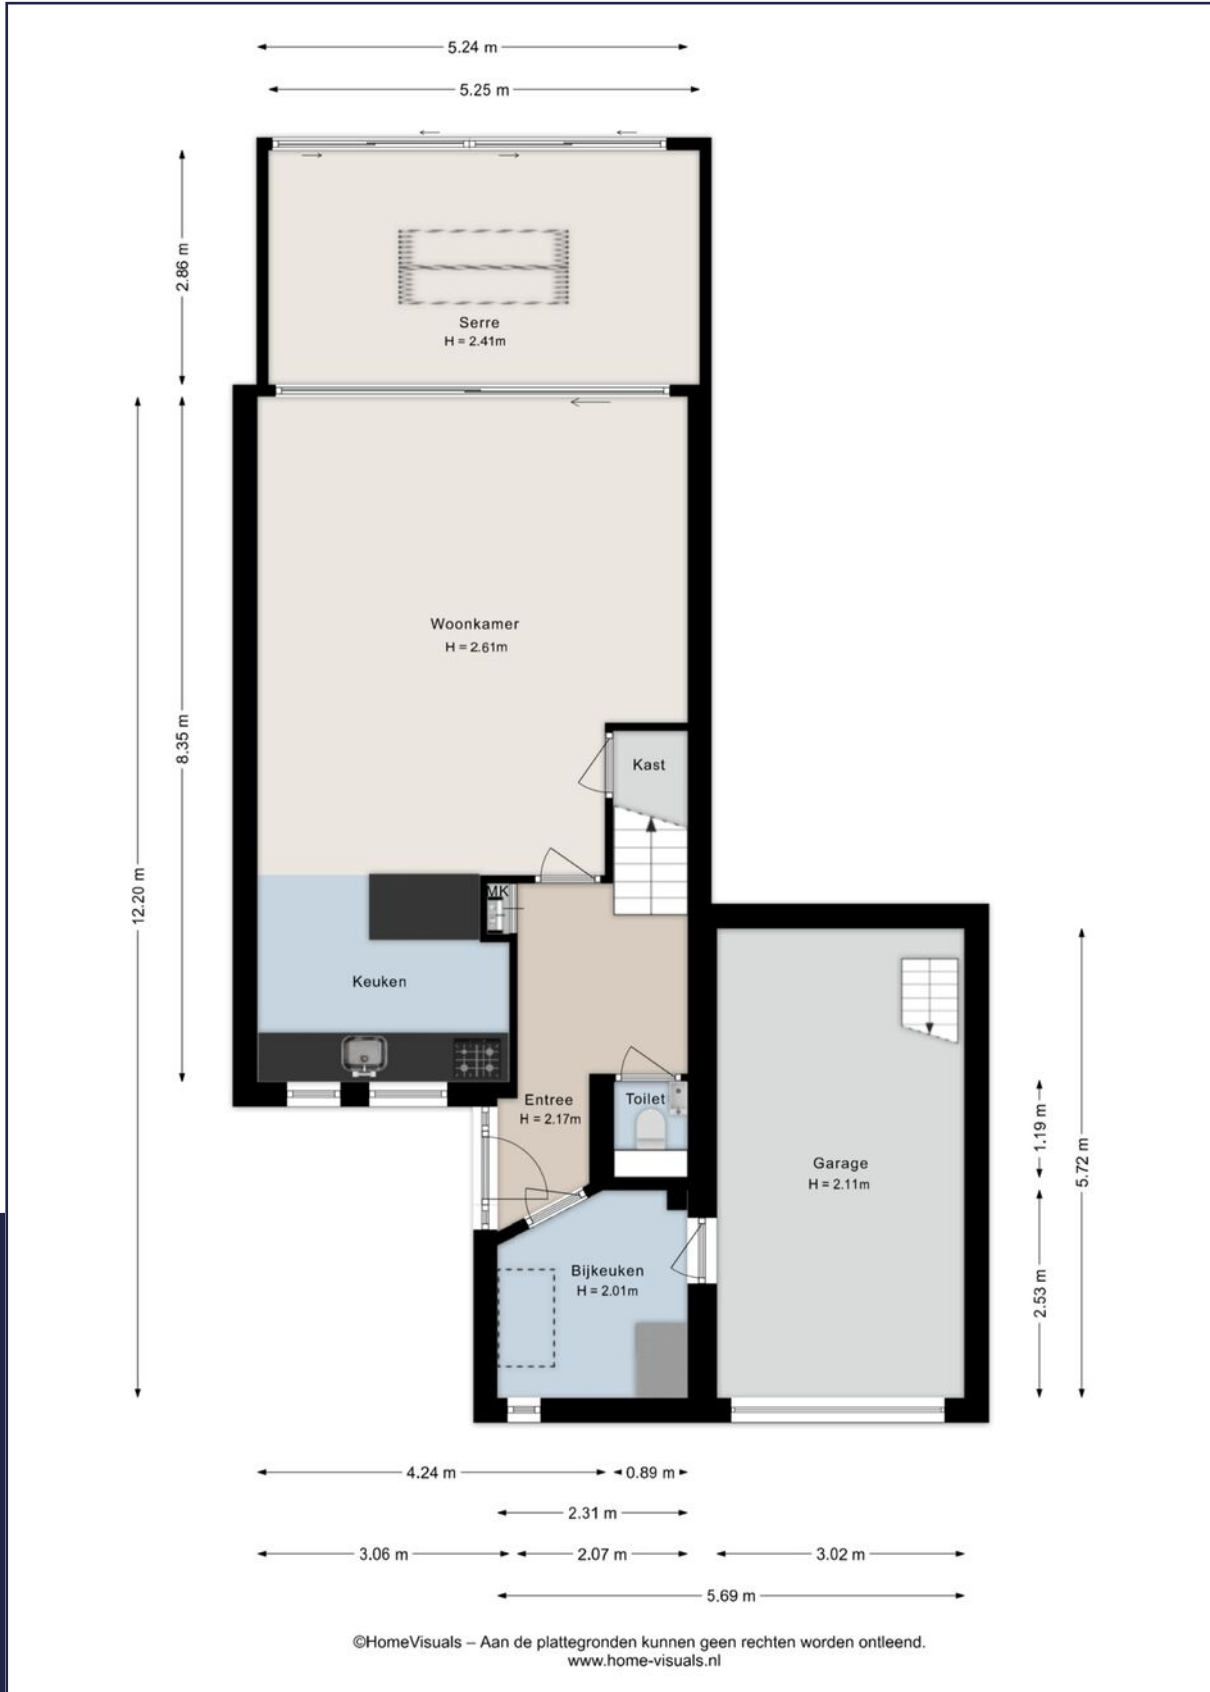 5.24 m
5.25 m
2.86 m
Serre
H = 2.41m
Woonkamer
H = 2.61m
8.35 m
12.20 m
Kast
MK
Keuken
Entree
H = 2.17m
Toilet
Garage
H = 2.11m
1.19 m
5.72 m
Bijkeuken
H = 2.01m
2.53 m
4.24 m
0.89 m
2.31 m
3.06 m
2.07 m
3.02 m
5.69 m
©HomeVisuals – Aan de plattegronden kunnen geen rechten worden ontleend.
www.home-visuals.nl